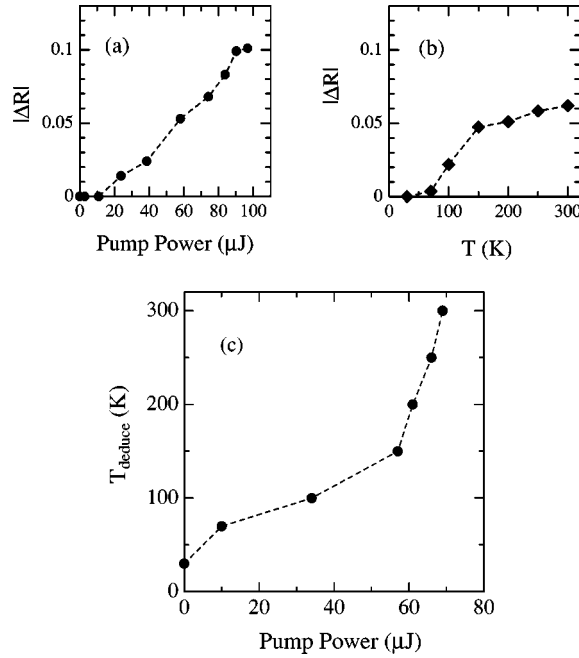 (a)
|ΔR|
0.1
0.05
0
0 20 40 60 80 100
Pump Power (μJ)
(b)
|ΔR|
0.1
0.05
0
0 100 200 300
T (K)
(c)
T_deduce (K)
300
200
100
0
0 20 40 60 80
Pump Power (μJ)